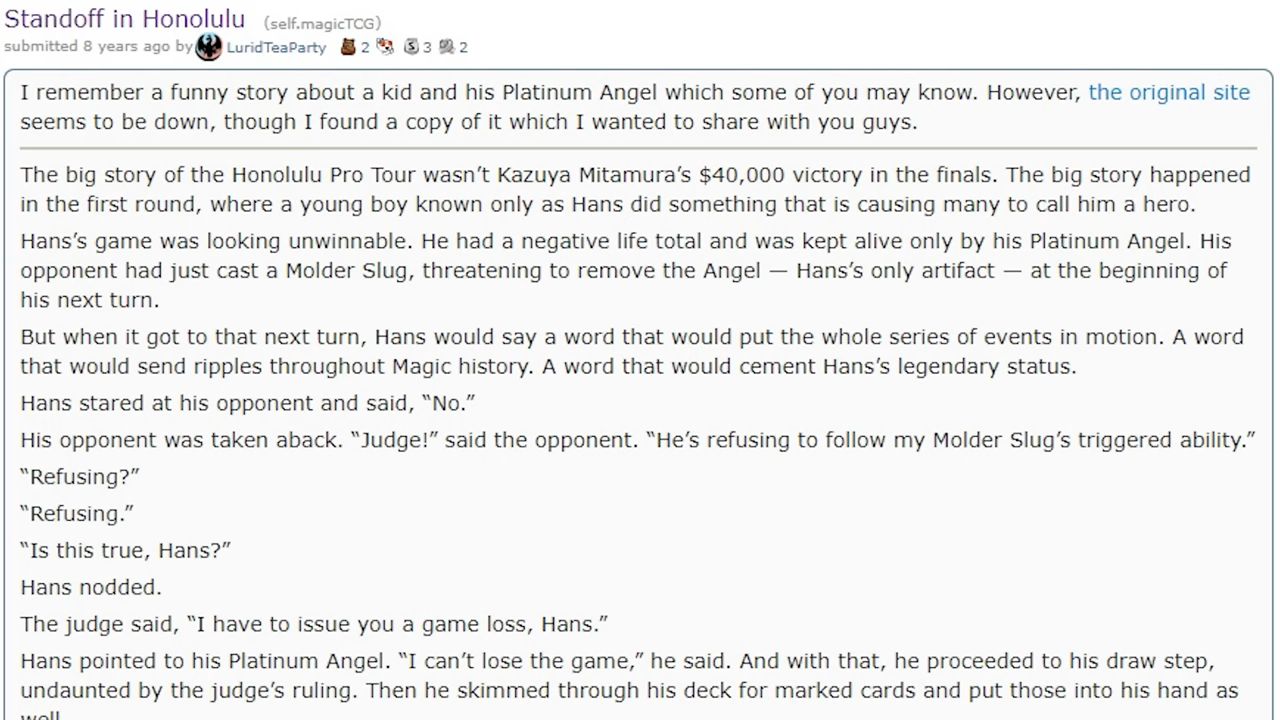 Standoff in Honolulu (self.magicTCG)
submitted 8 years ago by LuridTeaParty 2 3 2
I remember a funny story about a kid and his Platinum Angel which some of you may know. However, the original site
seems to be down, though I found a copy of it which I wanted to share with you guys.
The big story of the Honolulu Pro Tour wasn’t Kazuya Mitamura’s $40,000 victory in the finals. The big story happened
in the first round, where a young boy known only as Hans did something that is causing many to call him a hero.
Hans’s game was looking unwinnable. He had a negative life total and was kept alive only by his Platinum Angel. His
opponent had just cast a Molder Slug, threatening to remove the Angel — Hans’s only artifact — at the beginning of
his next turn.
But when it got to that next turn, Hans would say a word that would put the whole series of events in motion. A word
that would send ripples throughout Magic history. A word that would cement Hans’s legendary status.
Hans stared at his opponent and said, “No.”
His opponent was taken aback. “Judge!” said the opponent. “He’s refusing to follow my Molder Slug’s triggered ability.”
“Refusing?”
“Refusing.”
“Is this true, Hans?”
Hans nodded.
The judge said, “I have to issue you a game loss, Hans.”
Hans pointed to his Platinum Angel. “I can’t lose the game,” he said. And with that, he proceeded to his draw step,
undaunted by the judge’s ruling. Then he skimmed through his deck for marked cards and put those into his hand as
well.